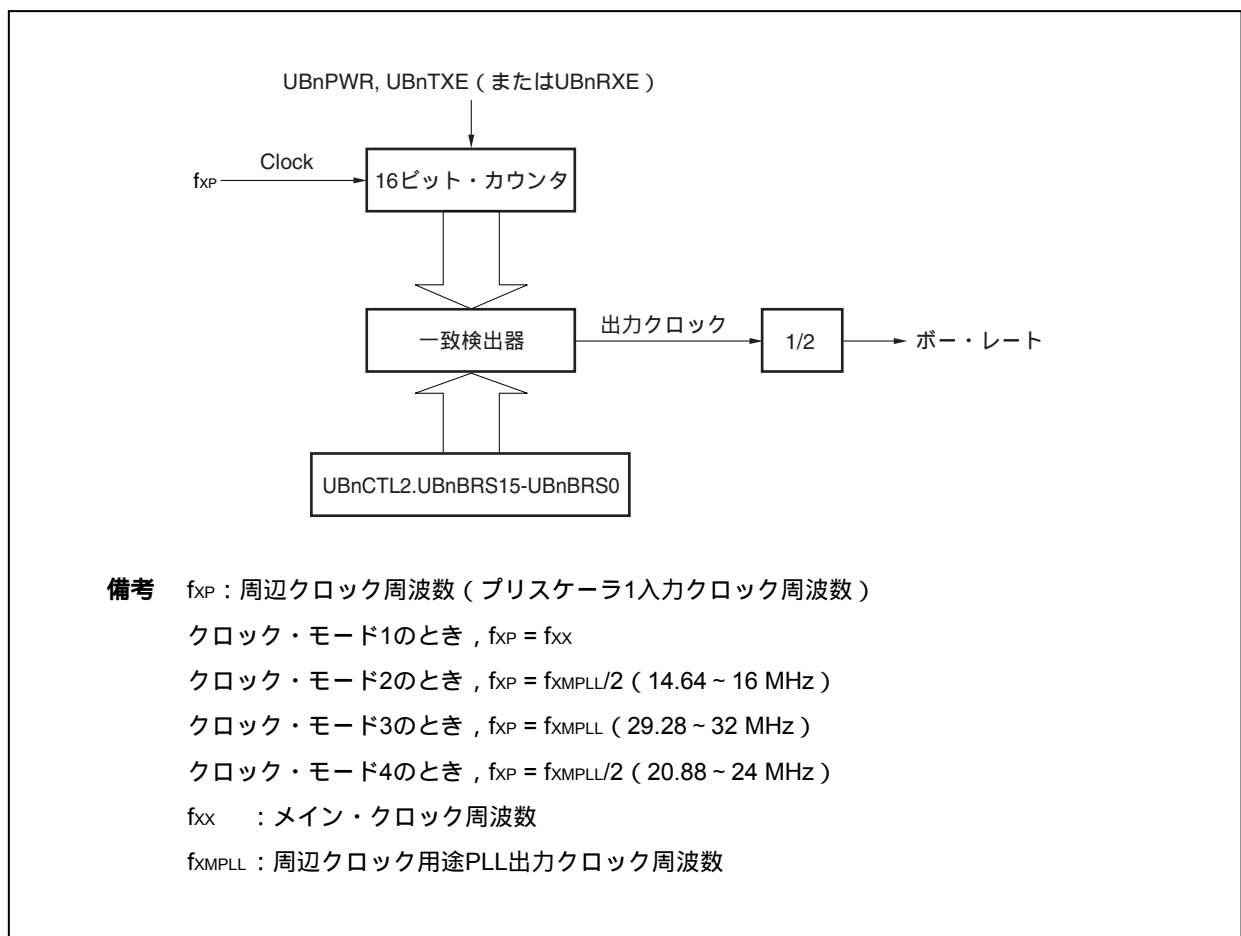 UBnPWR, UBnTXE（またはUBnRXE）
Clock
fXP
16ビット・カウンタ
一致検出器
出力クロック
1/2
ボー・レート
UBnCTL2.UBnBRS15-UBnBRS0
備考 fXP：周辺クロック周波数（プリスケーラ1入力クロック周波数）
クロック・モード1のとき，fXP = fXX
クロック・モード2のとき，fXP = fXMPLL/2（14.64 ~ 16 MHz）
クロック・モード3のとき，fXP = fXMPLL（29.28 ~ 32 MHz）
クロック・モード4のとき，fXP = fXMPLL/2（20.88 ~ 24 MHz）
fXX ：メイン・クロック周波数
fXMPLL：周辺クロック用途PLL出力クロック周波数